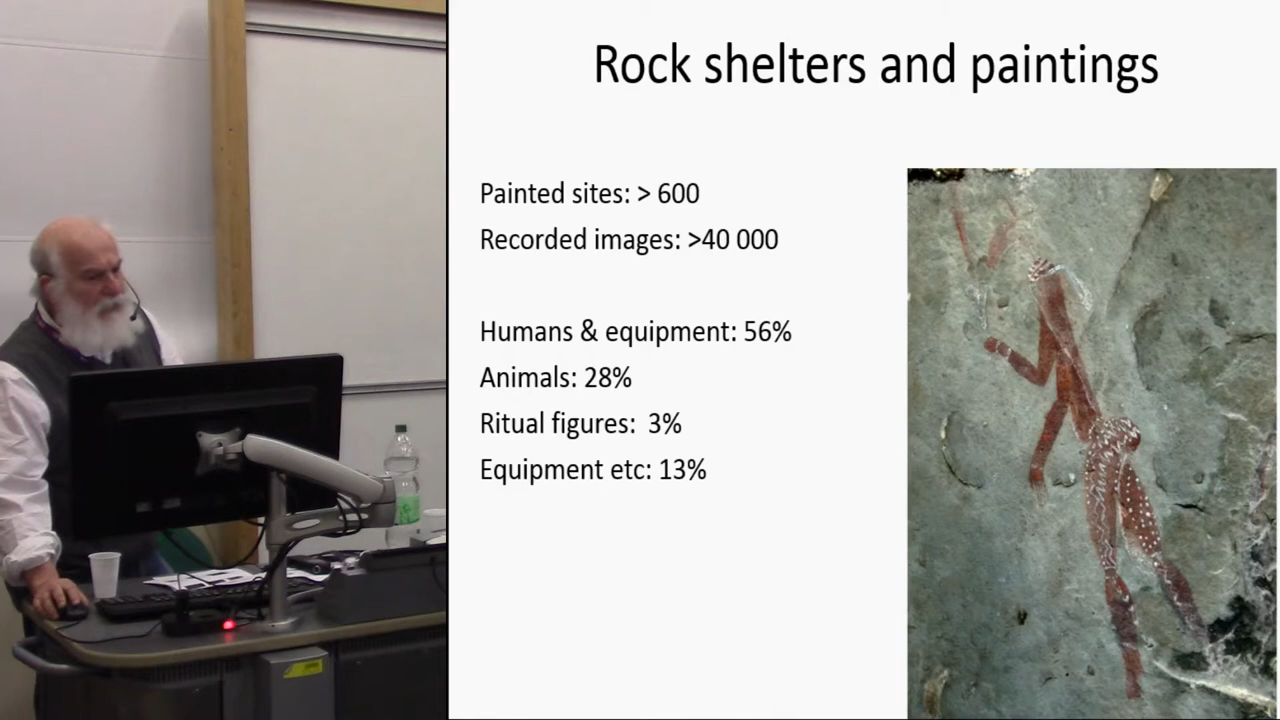 Rock shelters and paintings
Painted sites: > 600
Recorded images: >40 000
Humans & equipment: 56%
Animals: 28%
Ritual figures: 3%
Equipment etc: 13%